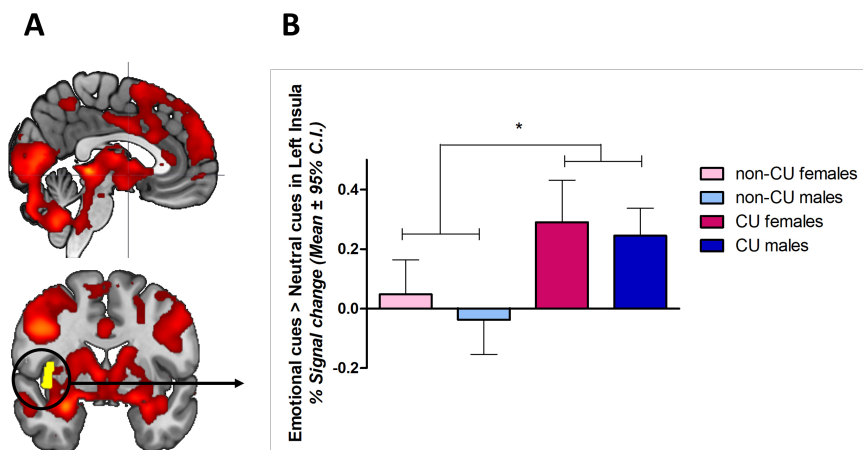 A
B
Emotional cues > Neutral cues in Left Insula
% Signal change (Mean ± 95% C.I.)
0.4
0.2
0.0
-0.2
*
non-CU females
non-CU males
CU females
CU males